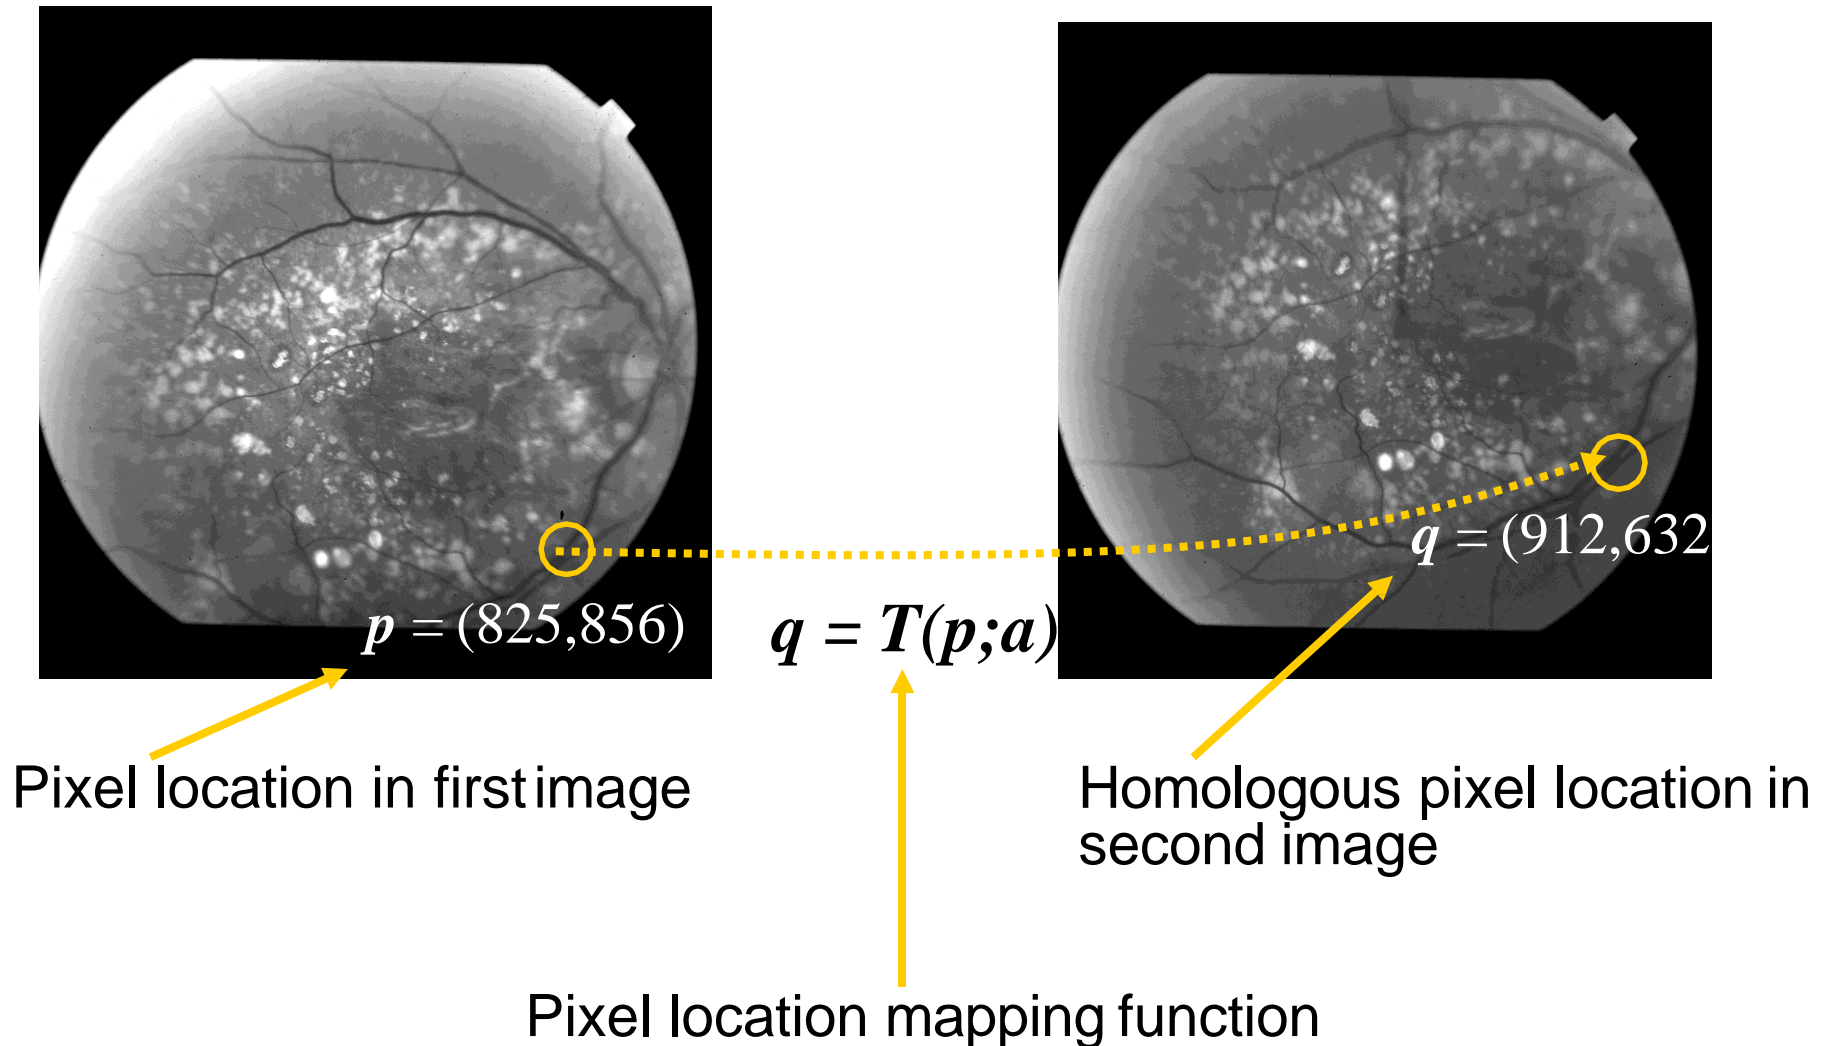 p = (825,856)
q = T(p;a)
q = (912,632
Pixel location in first image
Homologous pixel location in
second image
Pixel location mapping function